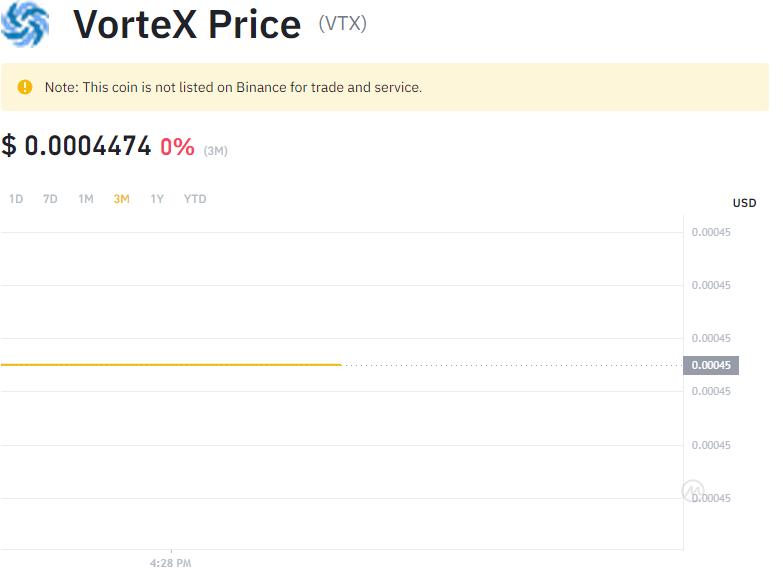 VorteX Price (VTX)
Note: This coin is not listed on Binance for trade and service.
$ 0.0004474 0% (3M)
1D 7D 1M 3M 1Y YTD
USD
0.00045
0.00045
0.00045
0.00045
0.00045
0.00045
0.00045
4:28 PM